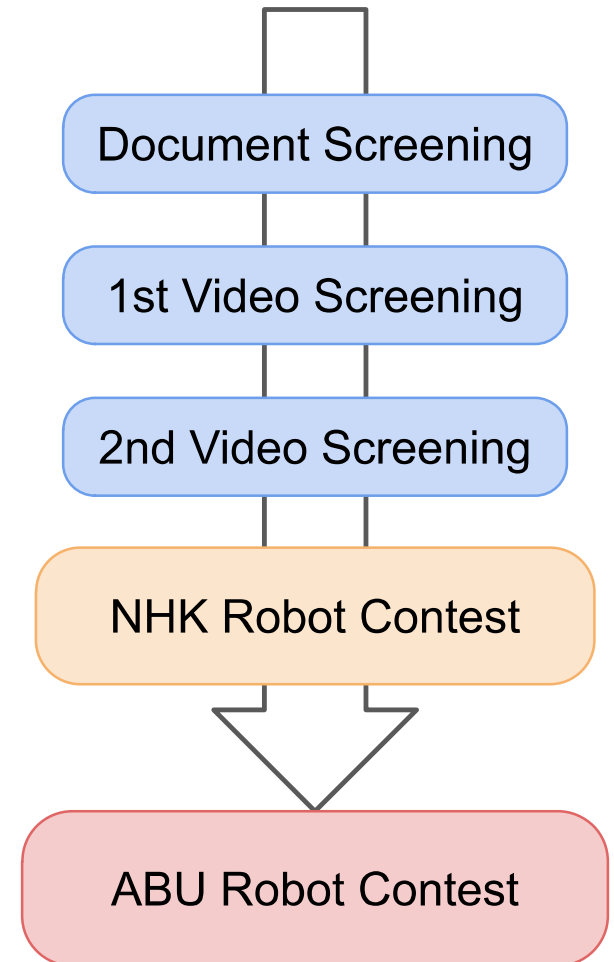 Document Screening
1st Video Screening
2nd Video Screening
NHK Robot Contest
ABU Robot Contest